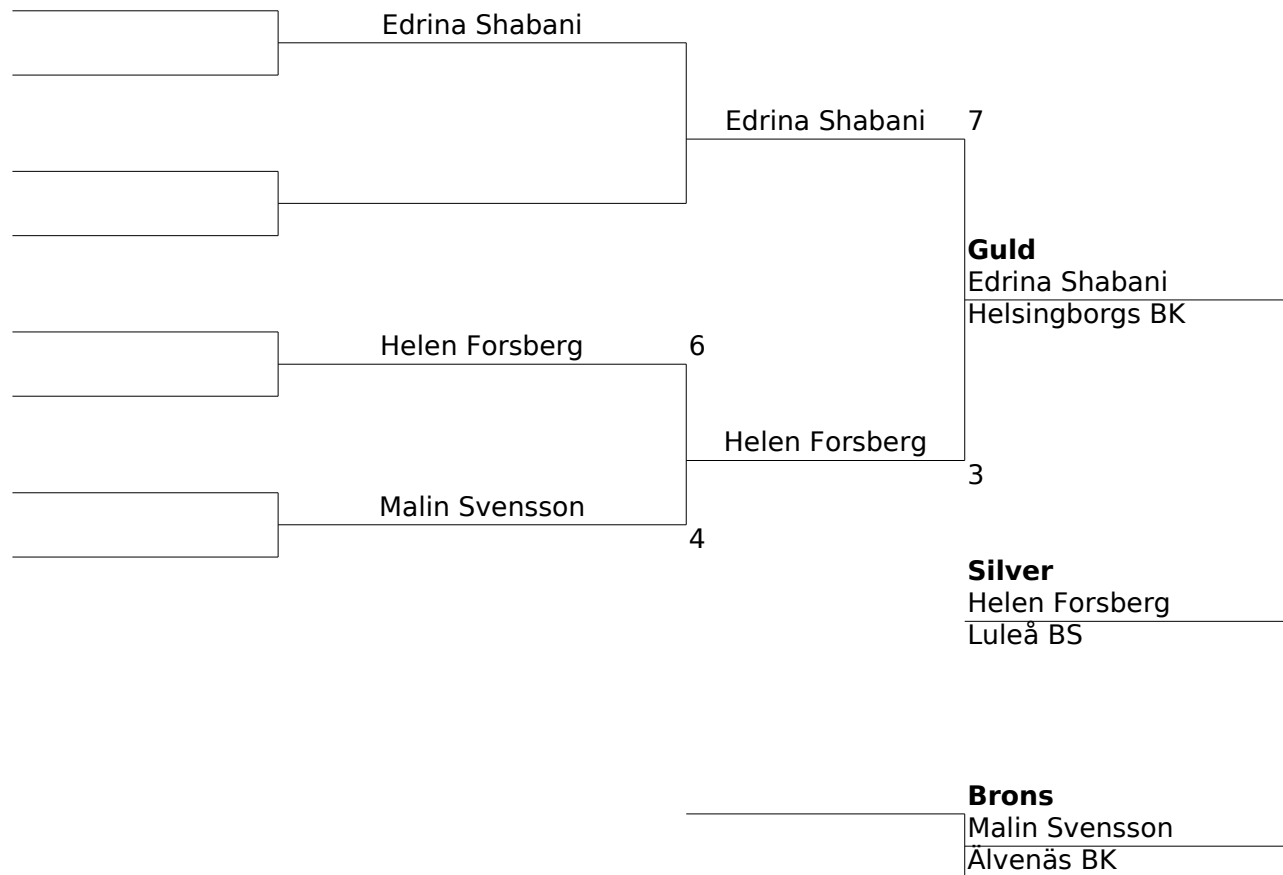 Edrina Shabani
Edrina Shabani 7
Guld
Edrina Shabani
Helsingborgs BK
Helen Forsberg 6
Helen Forsberg
3
Malin Svensson
4
Silver
Helen Forsberg
Luleå BS
Brons
Malin Svensson
Älvenäs BK